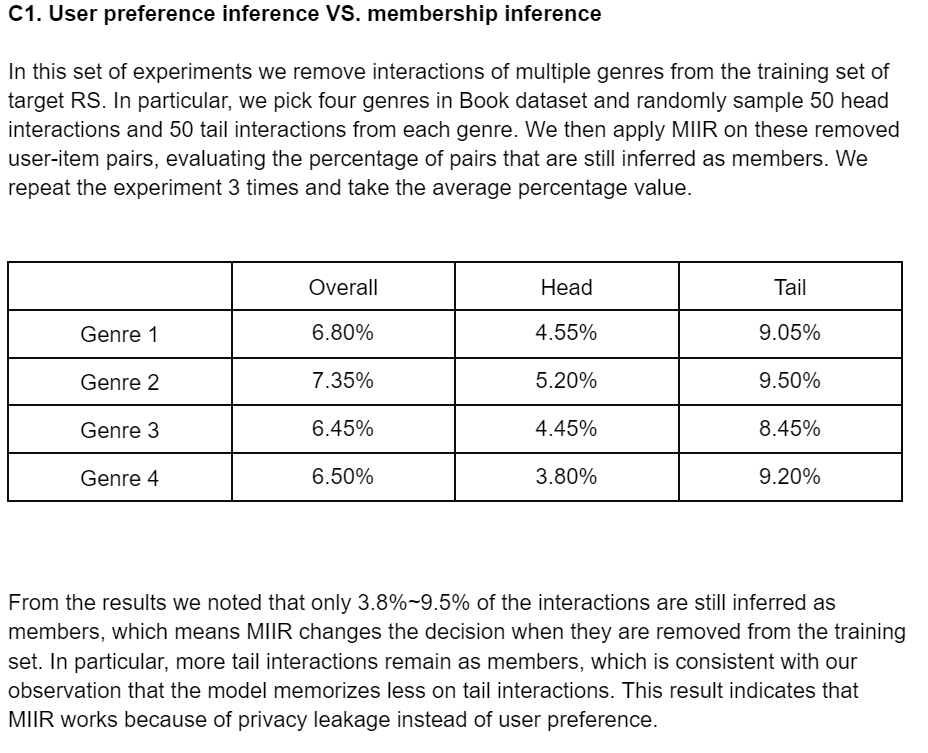 C1. User preference inference VS. membership inference
In this set of experiments we remove interactions of multiple genres from the training set of
target RS. In particular, we pick four genres in Book dataset and randomly sample 50 head
interactions and 50 tail interactions from each genre. We then apply MIIR on these removed
user-item pairs, evaluating the percentage of pairs that are still inferred as members. We
repeat the experiment 3 times and take the average percentage value.
Overall Head Tail
Genre 1 6.80% 4.55% 9.05%
Genre 2 7.35% 5.20% 9.50%
Genre 3 6.45% 4.45% 8.45%
Genre 4 6.50% 3.80% 9.20%
From the results we noted that only 3.8%~9.5% of the interactions are still inferred as
members, which means MIIR changes the decision when they are removed from the training
set. In particular, more tail interactions remain as members, which is consistent with our
observation that the model memorizes less on tail interactions. This result indicates that
MIIR works because of privacy leakage instead of user preference.